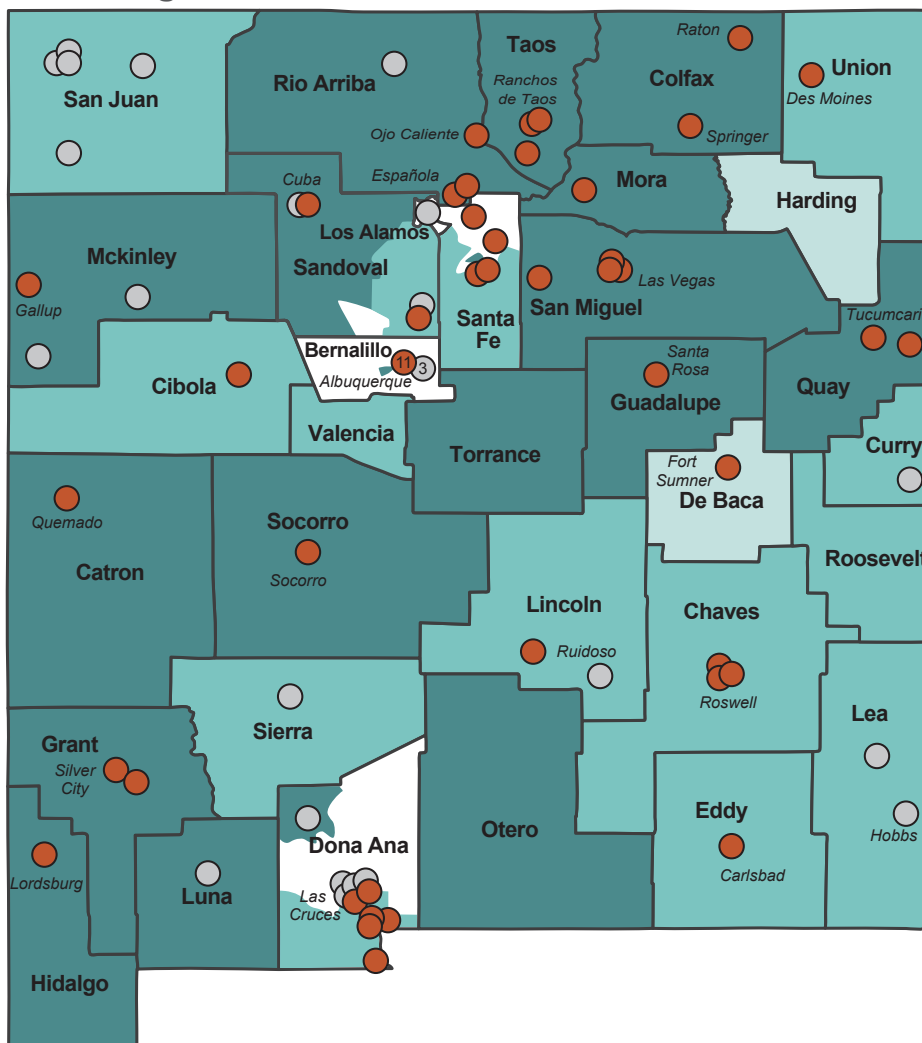 Raton
Taos
Colfax
Union
Rio Arriba
Ranchos
de Taos
San Juan
Des Moines
Ojo Caliente
Springer
Española
Cuba
Mora
Harding
Los Alamos
Mckinley
Sandoval
Las Vegas
San Miguel
Gallup
Tucumcari
Santa
Fe
Bernalillo
11
3
Albuquerque
Santa
Rosa
Cibola
Quay
Guadalupe
Valencia
Curry
Torrance
Fort
Sumner
De Baca
Quemado
Socorro
Socorro
Catron
Roosevelt
Lincoln
Chaves
Ruidoso
Roswell
Sierra
Lea
Grant
Silver
City
Eddy
Otero
Hobbs
Dona Ana
Carlsbad
Lordsburg
Luna
Las
Cruces
Hidalgo